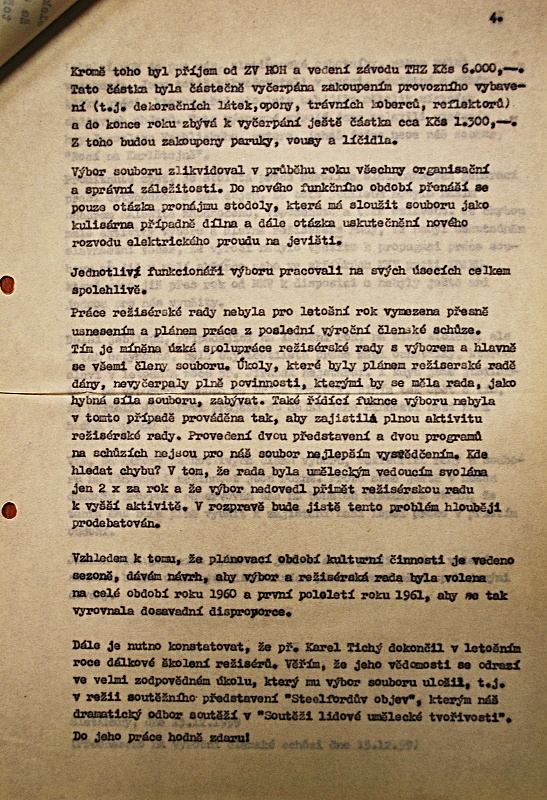 4.
Kromě toho byl příjem od ZV ROH a vedení závodu THZ Kčs 6.000,—.
Tato částka byla částečně vyčerpána zakoupením provozního vybave-
ní (t.j. dekoračních látek,opony, trávních koberců, reflektorů)
a do konce roku zbývá k vyčerpání ještě částka cca Kčs 1.300,—.
Z toho budou zakoupeny paruky, vousy a líčidla.
Výbor souboru zlikvidoval v průběhu roku všechny organisační
a správní záležitosti. Do nového funkčního období přenáší se
pouze otázka pronájmu stodoly, která má sloužit souboru jako
kulisárna případně dílna a dále otázka uskutečnění nového
rozvodu elektrického proudu na jevišti.
Jednotliví funkcionáři výboru pracovali na svých úsecích celkem
spolehlivě.
Práce režisérské rady nebyla pro letošní rok vymezena přesně
usnesením a plánem práce z poslední výroční členské schůze.
Tím je míněna úzká spolupráce režisérské rady s výborem a hlavně
se všemi členy souboru. Úkoly, které byly plánem režiserské radě
dány, nevyčerpaly plně povinnosti, kterými by se měla rada, jako
hybná síla souboru, zabývat. Také řídící fuknce výboru nebyla
v tomto případě prováděna tak, aby zajistilá plnou aktivitu
režisérské rady. Provedení dvou představení a dvou programů
na schůzích nejsou pro náš soubor nejlepším vysvědčením. Kde
hledat chybu? V tom, že rada byla uměleckým vedoucím svolána
jen 2 x za rok a že výbor nedovedl přimět režisérskou radu
k vyšší aktivitě. V rozpravě bude jistě tento problém hlouběji
prodebatován.
Vzhledem k tomu, že plánovací období kulturní činnosti je vedeno
sezoně, dávám návrh, aby výbor a režisérská rada byla volena
na celé období roku 1960 a první pololetí roku 1961, aby se tak
vyrovnala dosavadní disproporce.
Dále je nutno konstatovat, že př. Karel Tichý dokončil v letošním
roce dálkové školení režisérů. Věřím, že jeho vědomosti se odrazí
ve velmi zodpovědném úkolu, který mu výbor souboru uložil, t.j.
v režii soutěžního představení "Steelfordův objev", kterým náš
dramatický odbor soutěží v "Soutěži lidové umělecké tvořivosti".
Do jeho práce hodně zdaru!